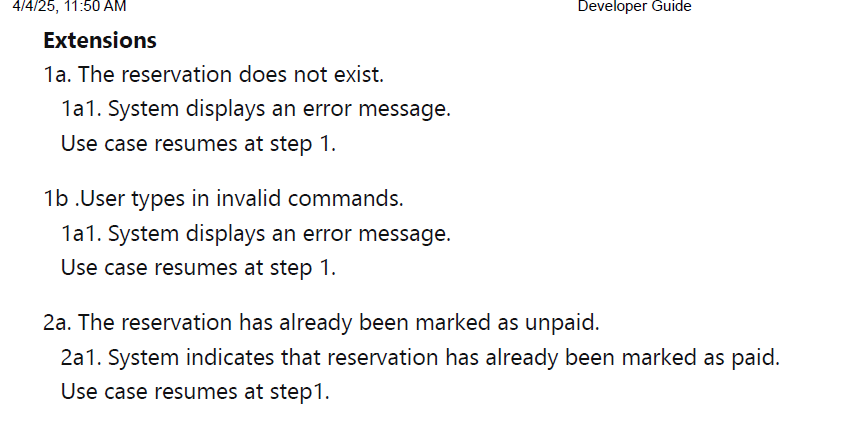 4/4/25, 11:50 AM Developer Guide
Extensions
1a. The reservation does not exist.
1a1. System displays an error message.
Use case resumes at step 1.
1b .User types in invalid commands.
1a1. System displays an error message.
Use case resumes at step 1.
2a. The reservation has already been marked as unpaid.
2a1. System indicates that reservation has already been marked as paid.
Use case resumes at step1.